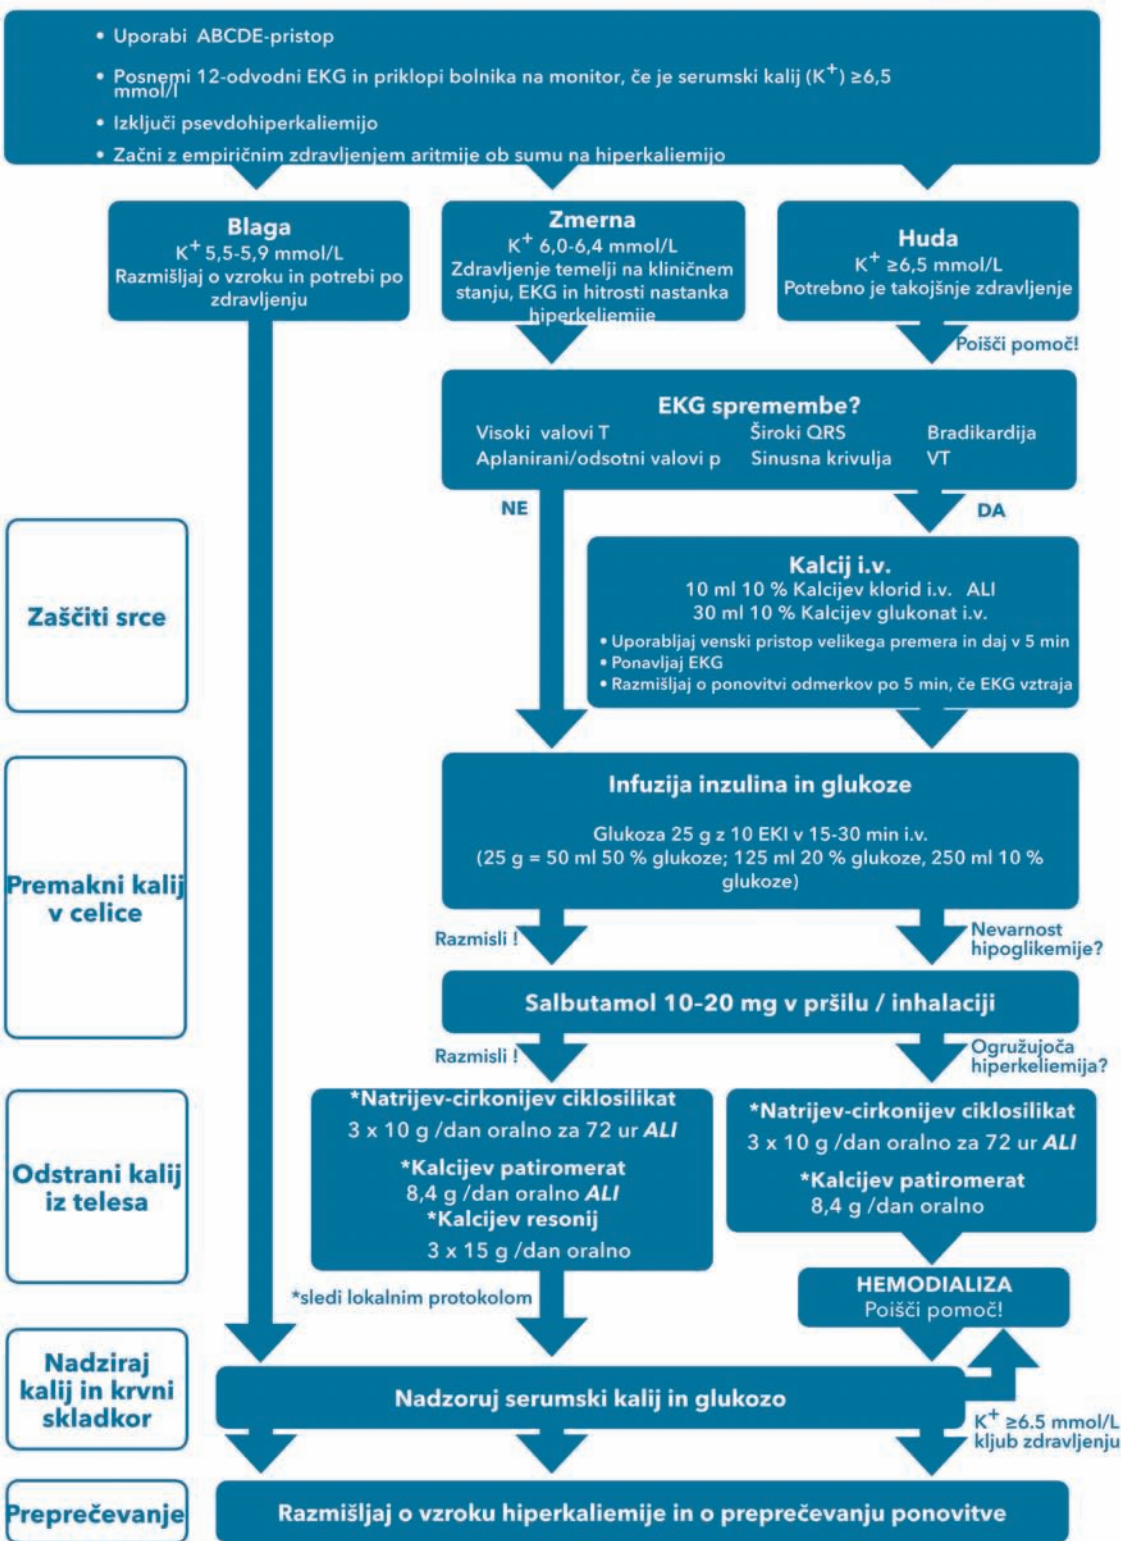 • Uporabi ABCDE-pristop
• Posnemi 12-odvodni EKG in priklopi bolnika na monitor, če je serumski kalij (K+) ≥6,5
mmol/l
• Izključi psevdohiperkaliemijo
• Začni z empiričnim zdravljenjem aritmije ob sumu na hiperkaliemijo
Blaga
K+ 5,5-5,9 mmol/L
Razmišljaj o vzroku in potrebi po
zdravljenju
Zmerna
K+ 6,0-6,4 mmol/L
Zdravljenje temelji na kliničnem
stanju, EKG in hitrosti nastanka
hiperkeliemije
Huda
K+ ≥6,5 mmol/L
Potrebno je takojšnje zdravljenje
Poišči pomoč!
EKG spremembe?
Visoki valovi T Široki QRS Bradikardija
Aplanirani/odsotni valovi p Sinusna krivulja VT
NE
DA
Zaščiti srce
Kalcij i.v.
10 ml 10 % Kalcijev klorid i.v. ALI
30 ml 10 % Kalcijev glukonat i.v.
• Uporabljaj venski pristop velikega premera in daj v 5 min
• Ponavljaj EKG
• Razmišljaj o ponovitvi odmerkov po 5 min, če EKG vztraja
Premakni kalij
v celice
Infuzija inzulina in glukoze
Glukoza 25 g z 10 EKI v 15-30 min i.v.
(25 g = 50 ml 50 % glukoze; 125 ml 20 % glukoze, 250 ml 10 %
glukoze)
Razmisli !
Nevarnost
hipoglikemije?
Salbutamol 10–20 mg v pršilu / inhalaciji
Razmisli !
Ogružujoča
hiperkeliemija?
Odstrani kalij
iz telesa
*Natrijev-cirkonijev ciklosilikat
3 x 10 g /dan oralno za 72 ur ALI
*Kalcijev patiromerat
8,4 g /dan oralno ALI
*Kalcijev resonij
3 x 15 g /dan oralno
*Natrijev-cirkonijev ciklosilikat
3 x 10 g /dan oralno za 72 ur ALI
*Kalcijev patiromerat
8,4 g /dan oralno
*sledi lokalnim protokolom
HEMODIALIZA
Poišči pomoč!
Nadziraj
kalij in krvni
skladkor
Nadzoruj serumski kalij in glukozo
K+ ≥6.5 mmol/L
kljub zdravljenju
Preprečevanje
Razmišljaj o vzroku hiperkaliemije in o preprečevanju ponovitve